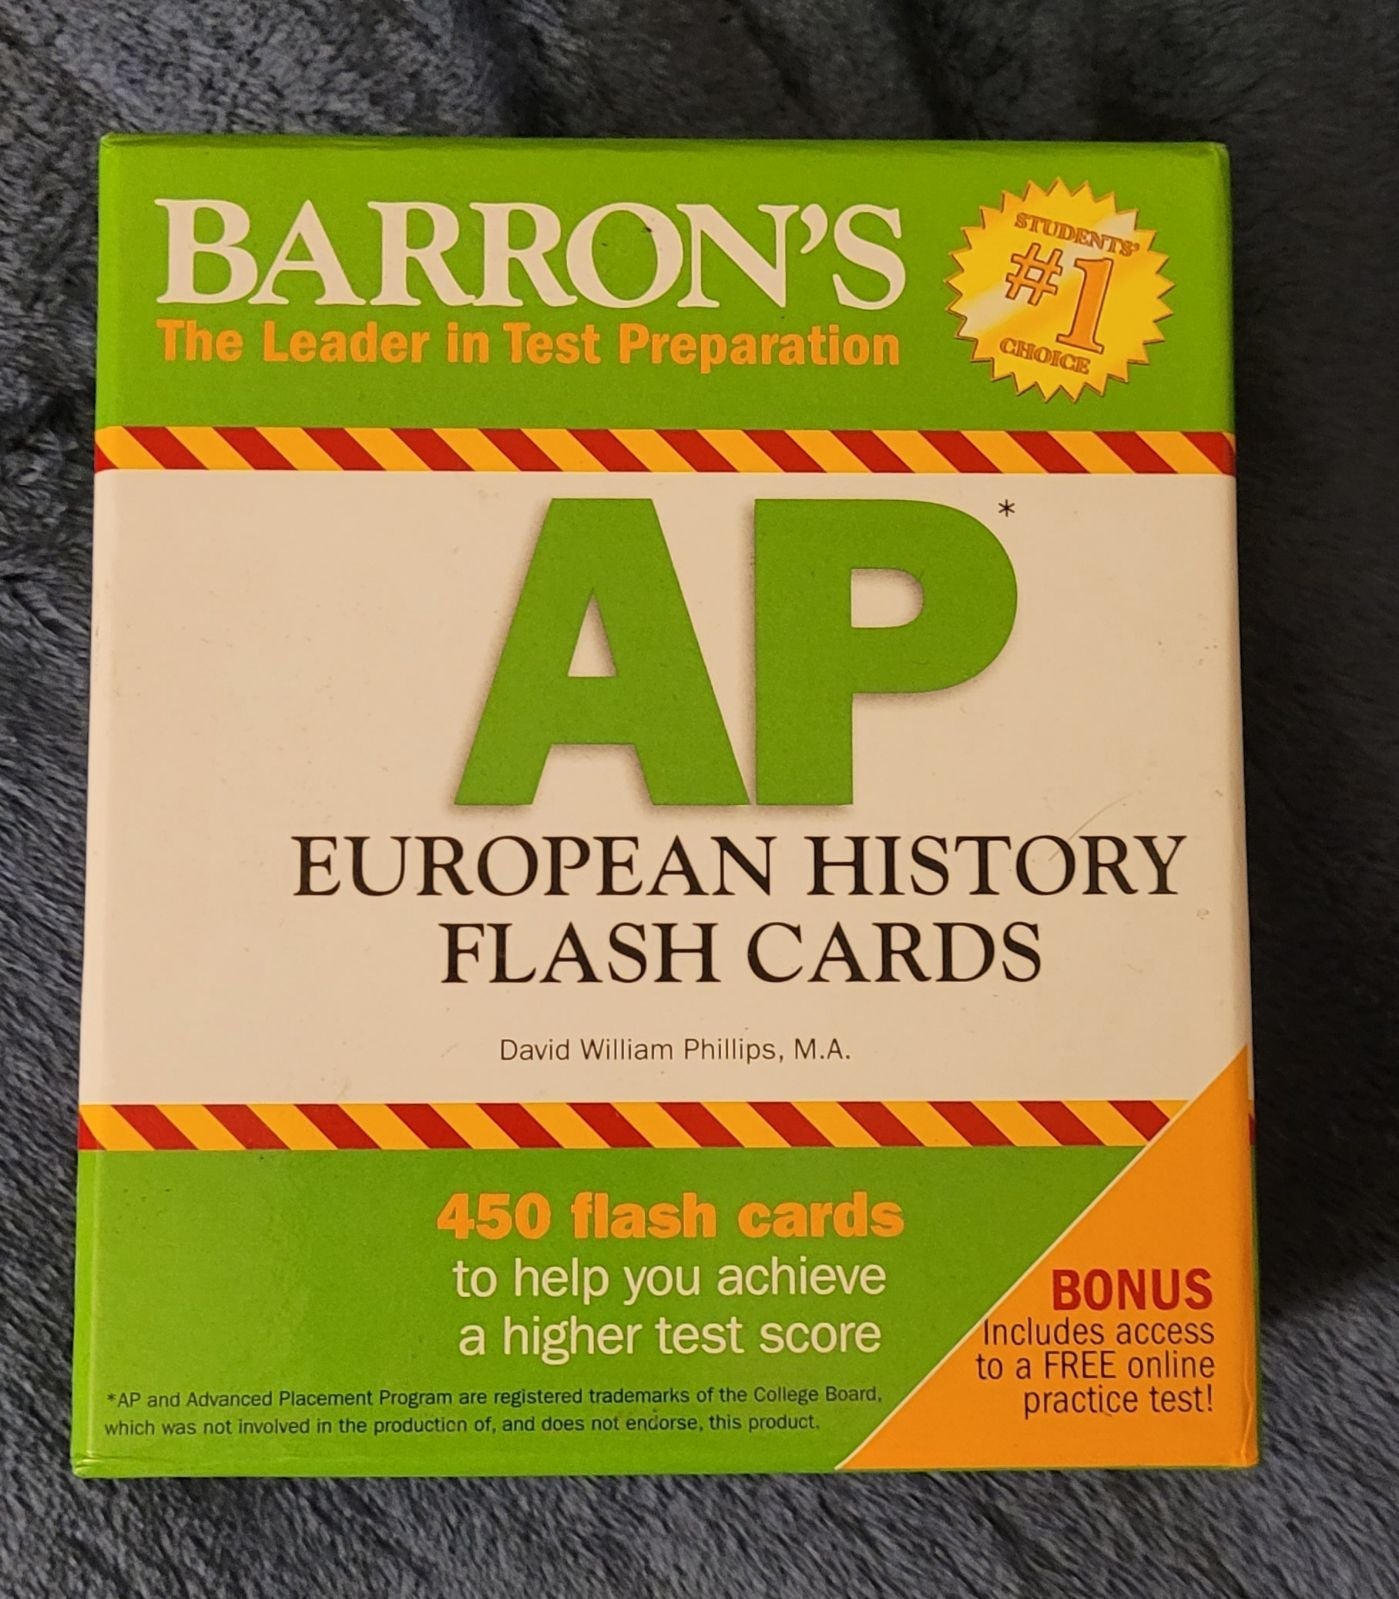 BARRON'S
The Leader in Test Preparation
STUDENTS'
#1
CHOICE
AP*
EUROPEAN HISTORY
FLASH CARDS
David William Phillips, M.A.
450 flash cards
to help you achieve
a higher test score
*AP and Advanced Placement Program are registered trademarks of the College Board,
which was not involved in the production of, and does not endorse, this product.
BONUS
Includes access
to a FREE online
practice test!